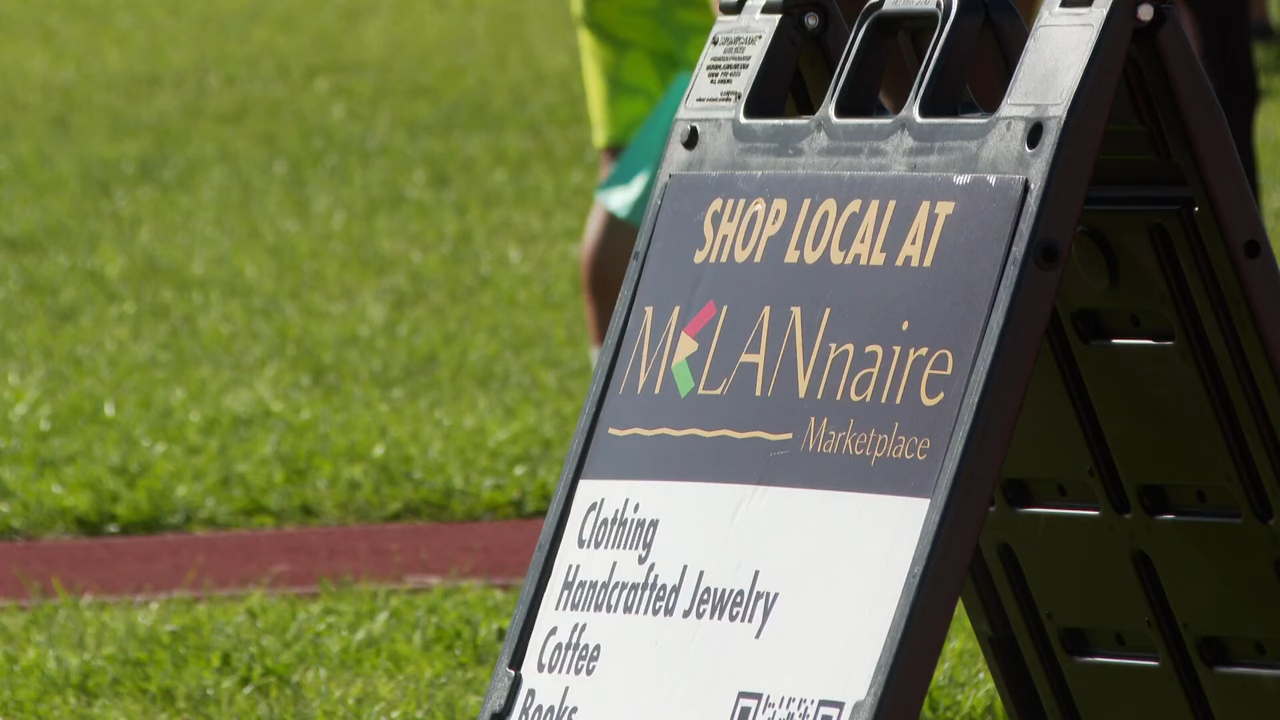 SHOP LOCAL AT
MELANnaire
Marketplace
Clothing
Handcrafted Jewelry
Coffee
Books